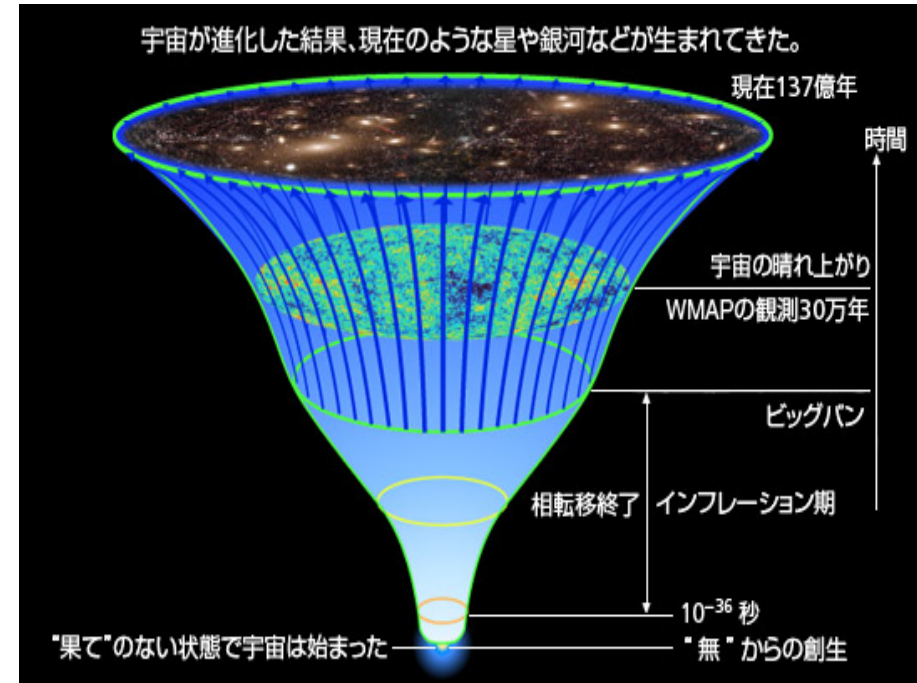 宇宙が進化した結果、現在のような星や銀河などが生まれてきた。
現在137億年
時間
宇宙の晴れ上がり
WMAPの観測30万年
ビッグバン
相転移終了
インフレーション期
10⁻³⁶ 秒
"果て"のない状態で宇宙は始まった
"無"からの創生